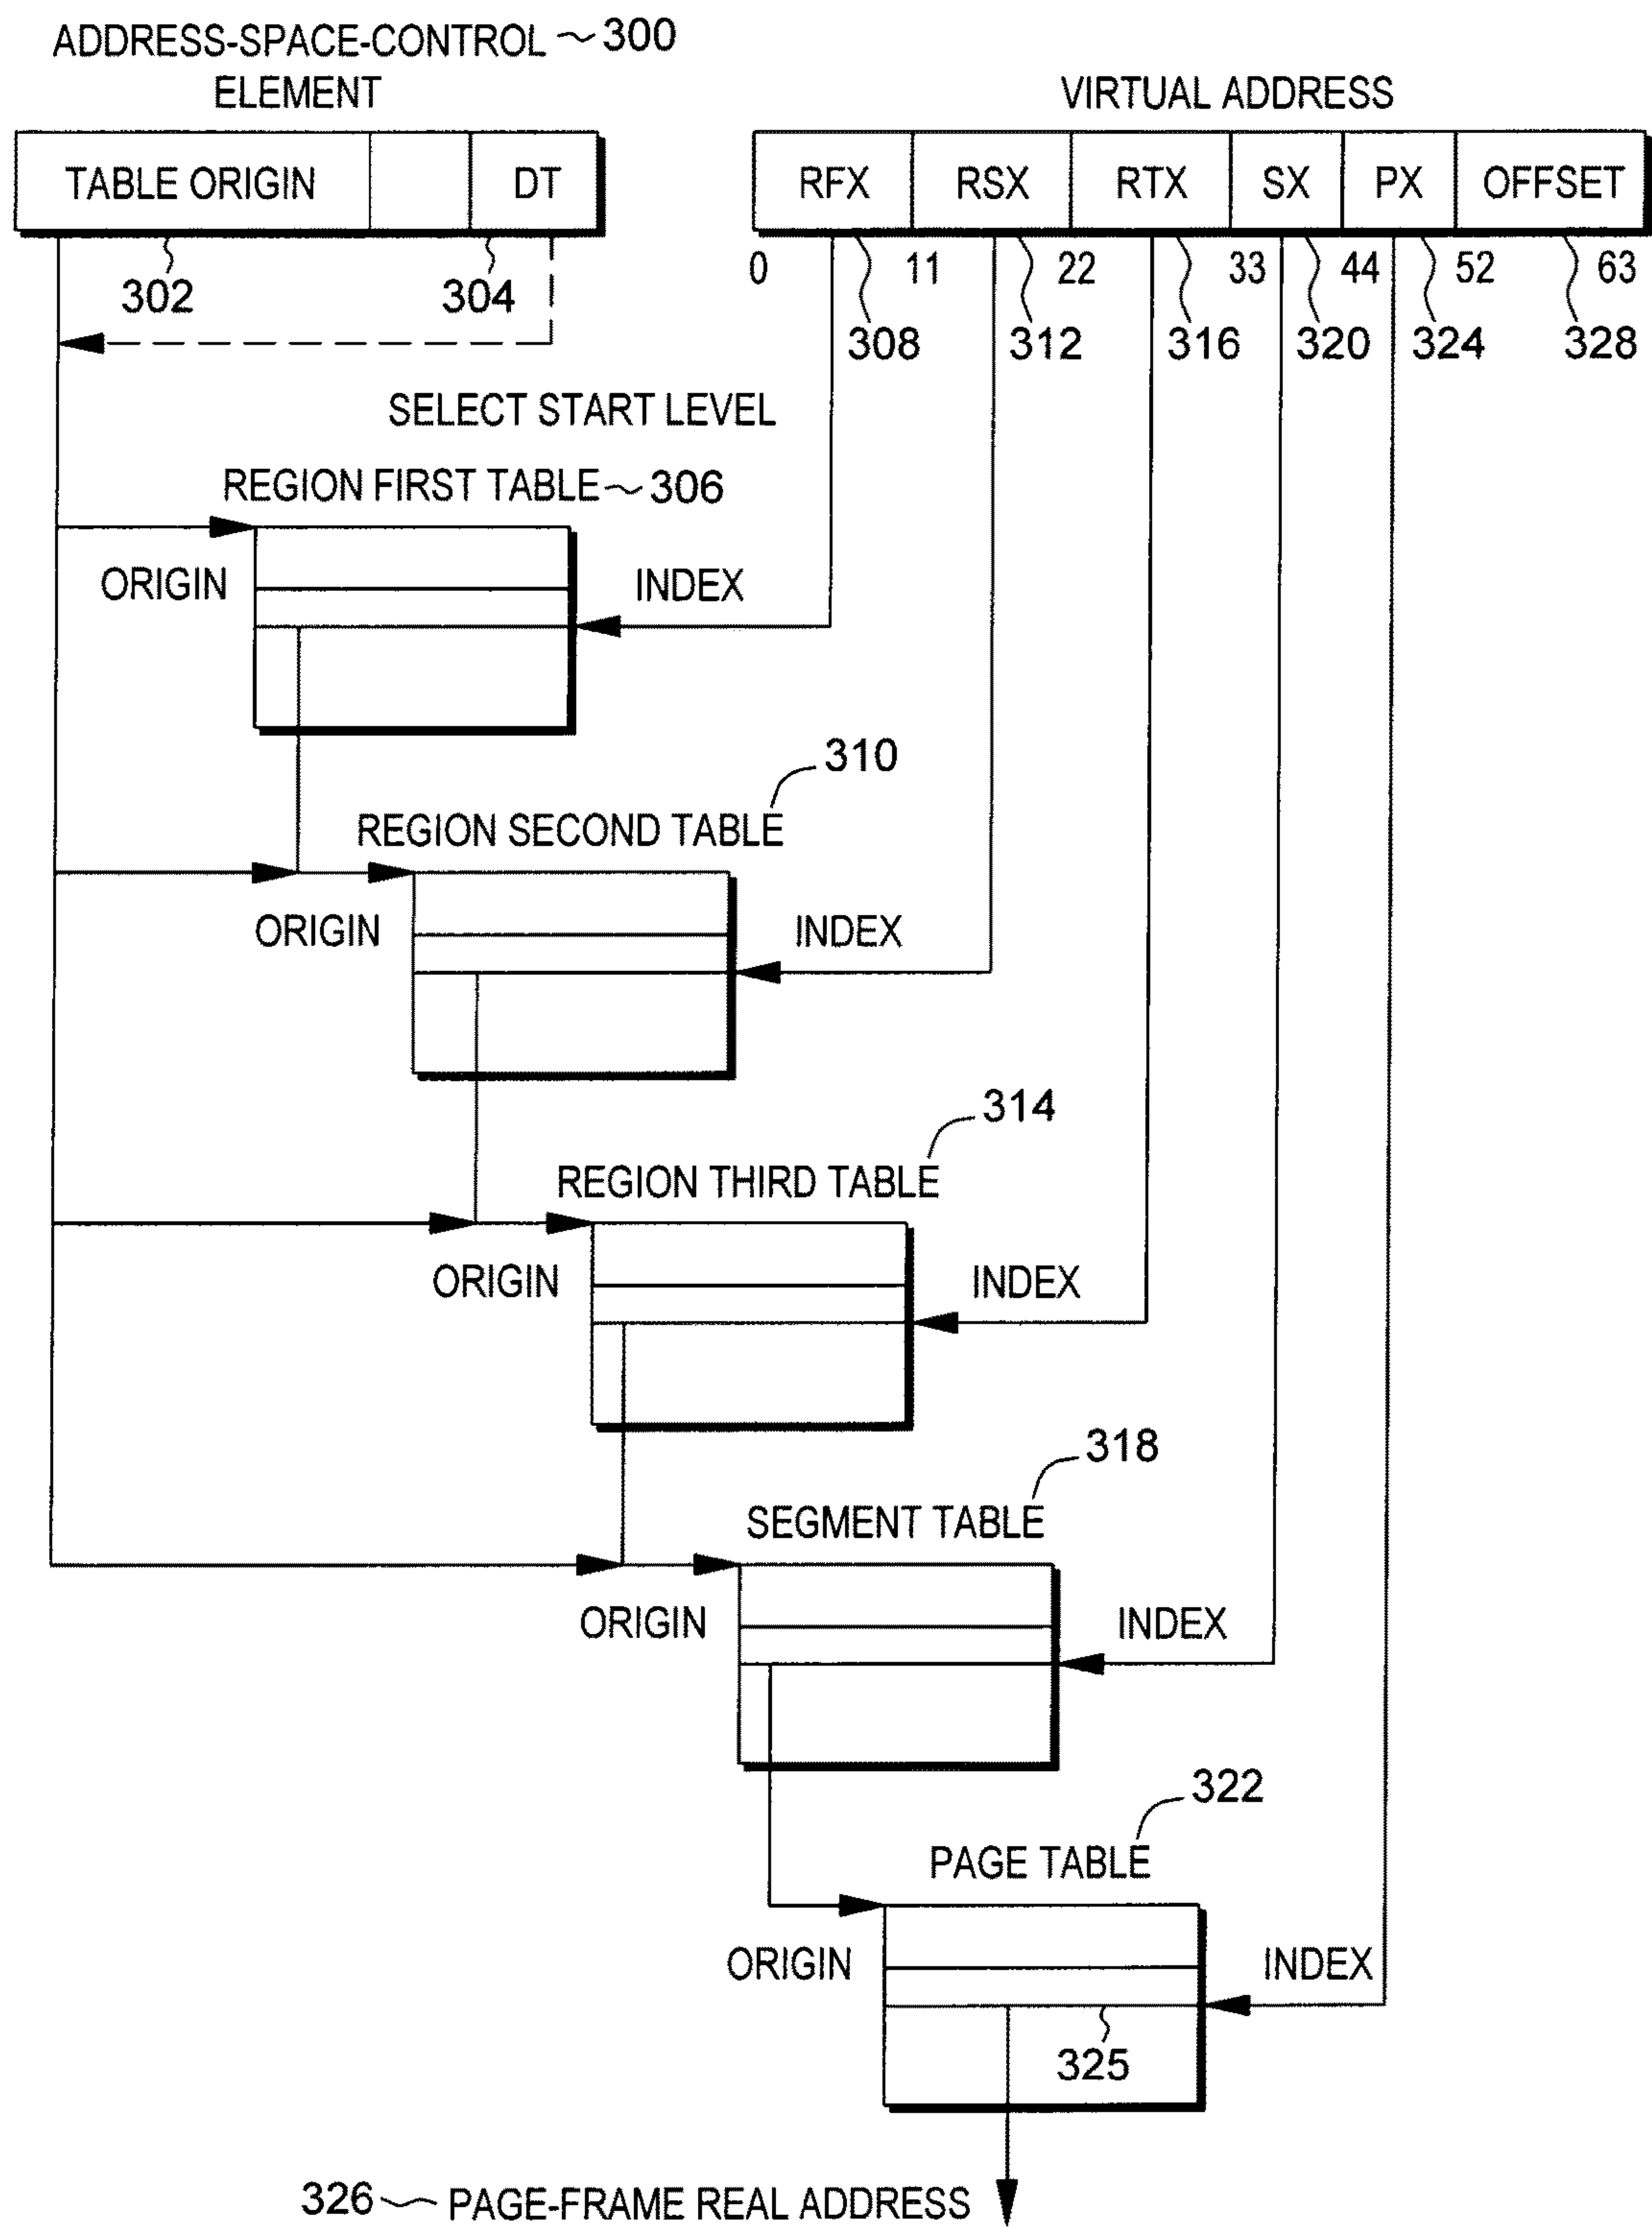 ADDRESS-SPACE-CONTROL ~300
ELEMENT
VIRTUAL ADDRESS
TABLE ORIGIN DT
RFX RSX RTX SX PX OFFSET
0 11 22 33 44 52 63
302 304
308 312 316 320 324 328
SELECT START LEVEL
REGION FIRST TABLE~306
ORIGIN INDEX
310
REGION SECOND TABLE
ORIGIN INDEX
314
REGION THIRD TABLE
ORIGIN INDEX
318
SEGMENT TABLE
ORIGIN INDEX
322
PAGE TABLE
ORIGIN INDEX
325
326~PAGE-FRAME REAL ADDRESS